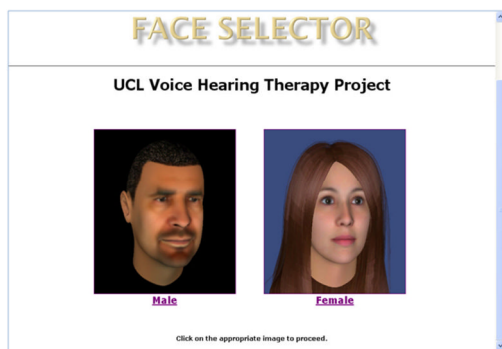 FACE SELECTOR
UCL Voice Hearing Therapy Project
Male Female
Click on the appropriate image to proceed.